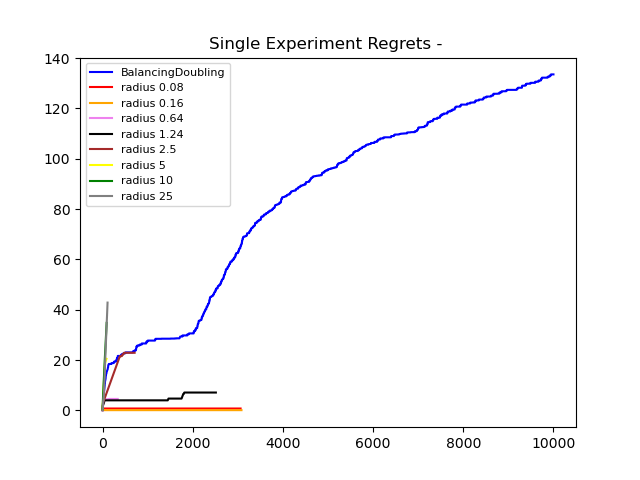 Single Experiment Regrets -
140
120
100
80
60
40
20
0
BalancingDoubling
radius 0.08
radius 0.16
radius 0.64
radius 1.24
radius 2.5
radius 5
radius 10
radius 25
0 2000 4000 6000 8000 10000